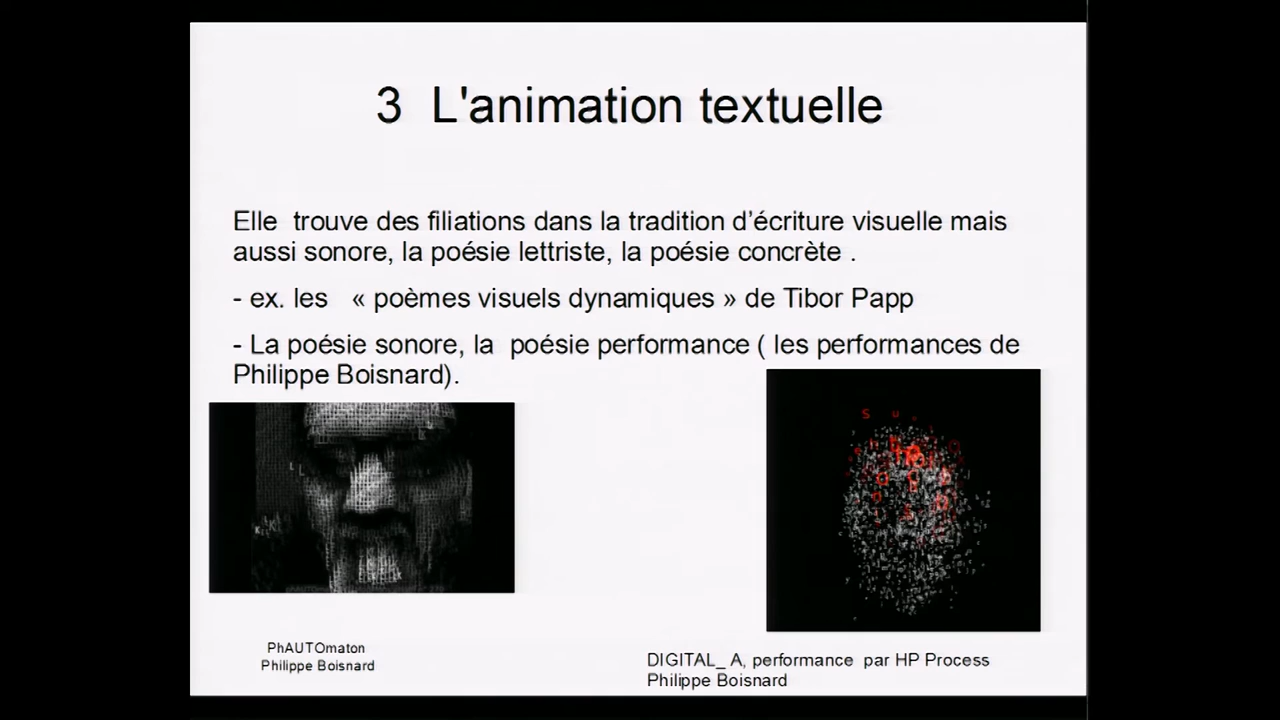 3 L'animation textuelle
Elle trouve des filiations dans la tradition d’écriture visuelle mais
aussi sonore, la poésie lettriste, la poésie concrète .
- ex. les « poèmes visuels dynamiques » de Tibor Papp
- La poésie sonore, la poésie performance ( les performances de
Philippe Boisnard).
PhAUTOmaton
Philippe Boisnard
DIGITAL_ A, performance par HP Process
Philippe Boisnard